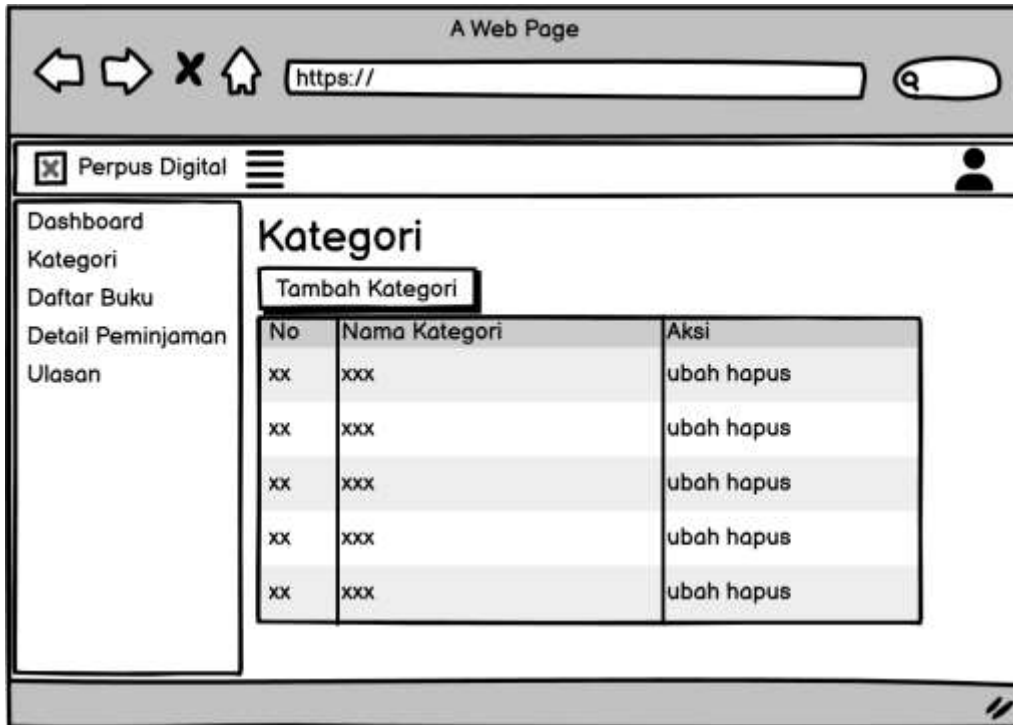 A Web Page
https://
Perpus Digital
Dashboard
Kategori
Daftar Buku
Detail Peminjaman
Ulasan
Kategori
Tambah Kategori
No Nama Kategori Aksi
xx xxx ubah hapus
xx xxx ubah hapus
xx xxx ubah hapus
xx xxx ubah hapus
xx xxx ubah hapus